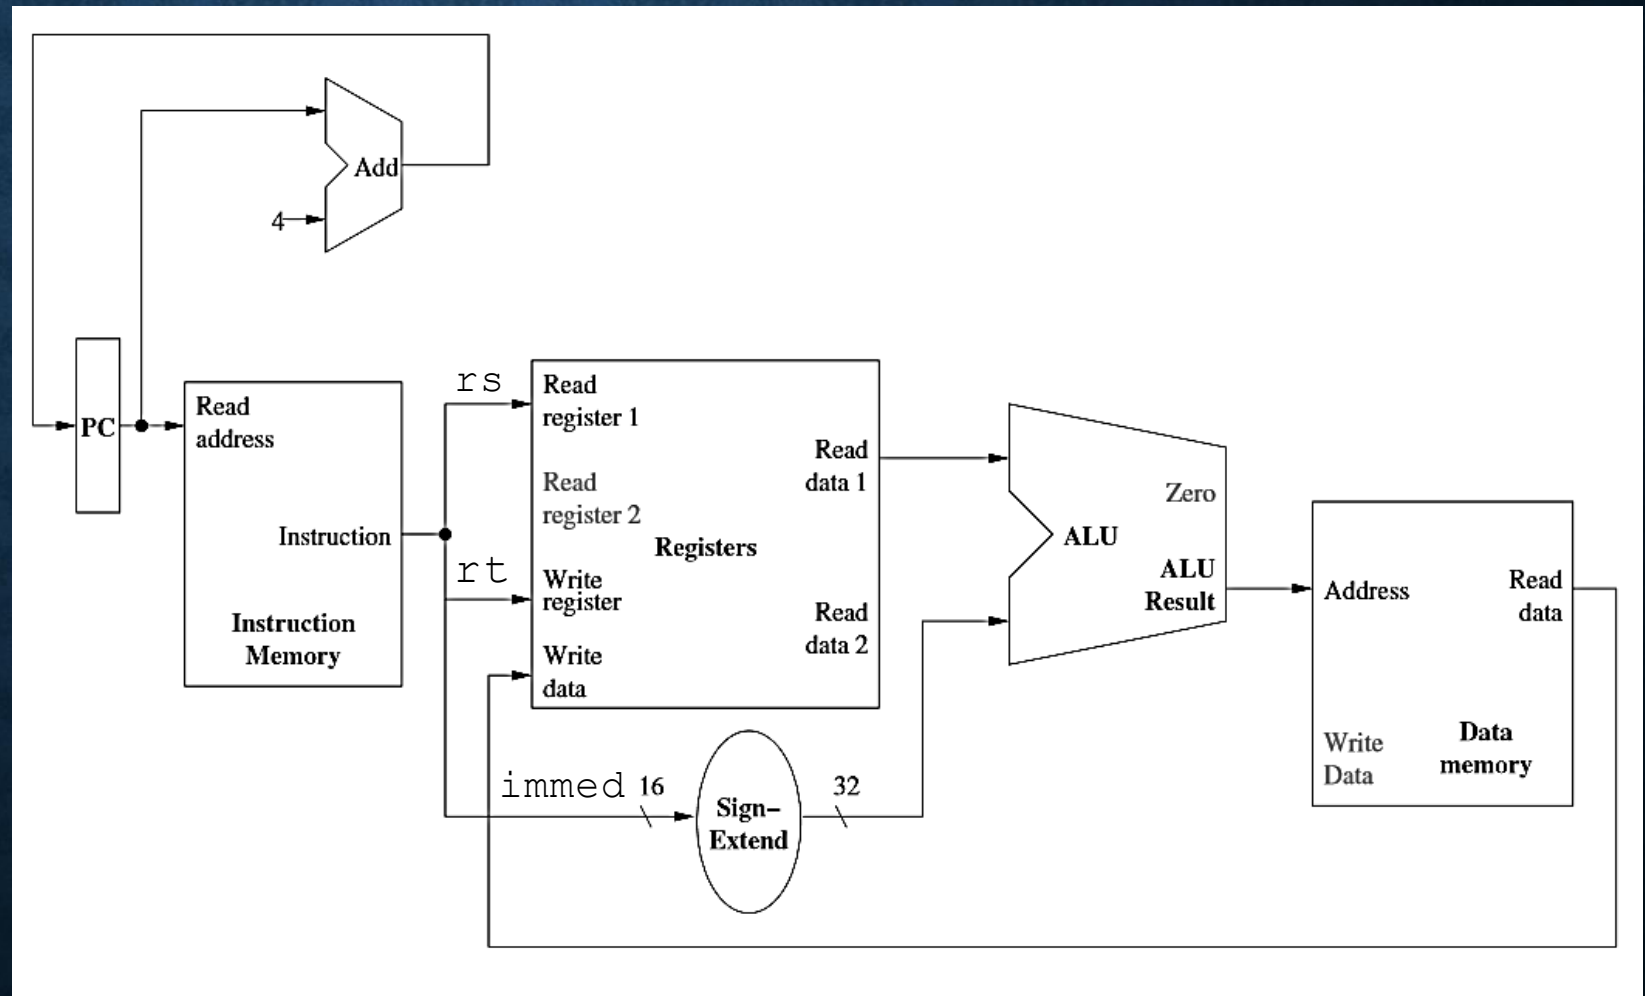 Add
4
PC
Read
address
Instruction
Instruction
Memory
rs
rt
immed
16
Read
register 1
Read
register 2
Write
register
Write
data
Registers
Read
data 1
Read
data 2
Sign-
Extend
32
Zero
ALU
ALU
Result
Address
Read
data
Write
Data
Data
memory